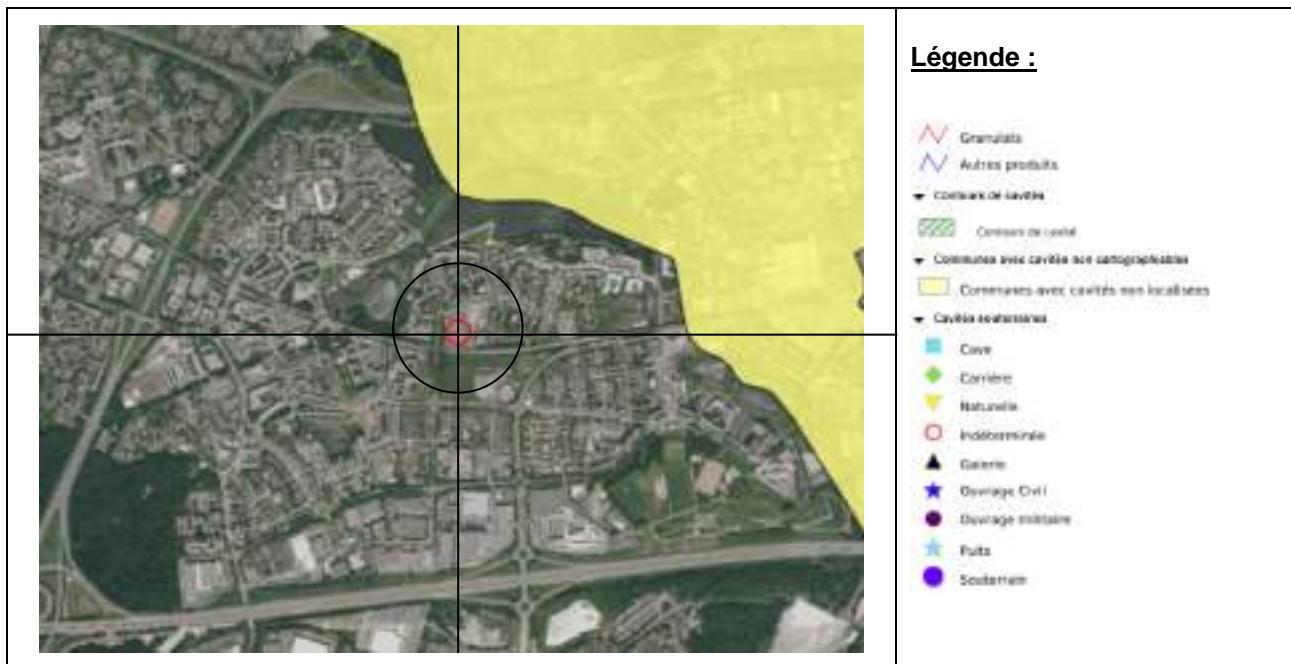 Légende :
Granulats
Autres produits
Contours de cavités
Contours de cavité
Communes avec cavités non cartographiables
Communes avec cavités non localisées
Cavités souterraines
Cave
Carrière
Naturelle
Indéterminée
Galerie
Ouvrage Civil
Ouvrage militaire
Puits
Souterrain